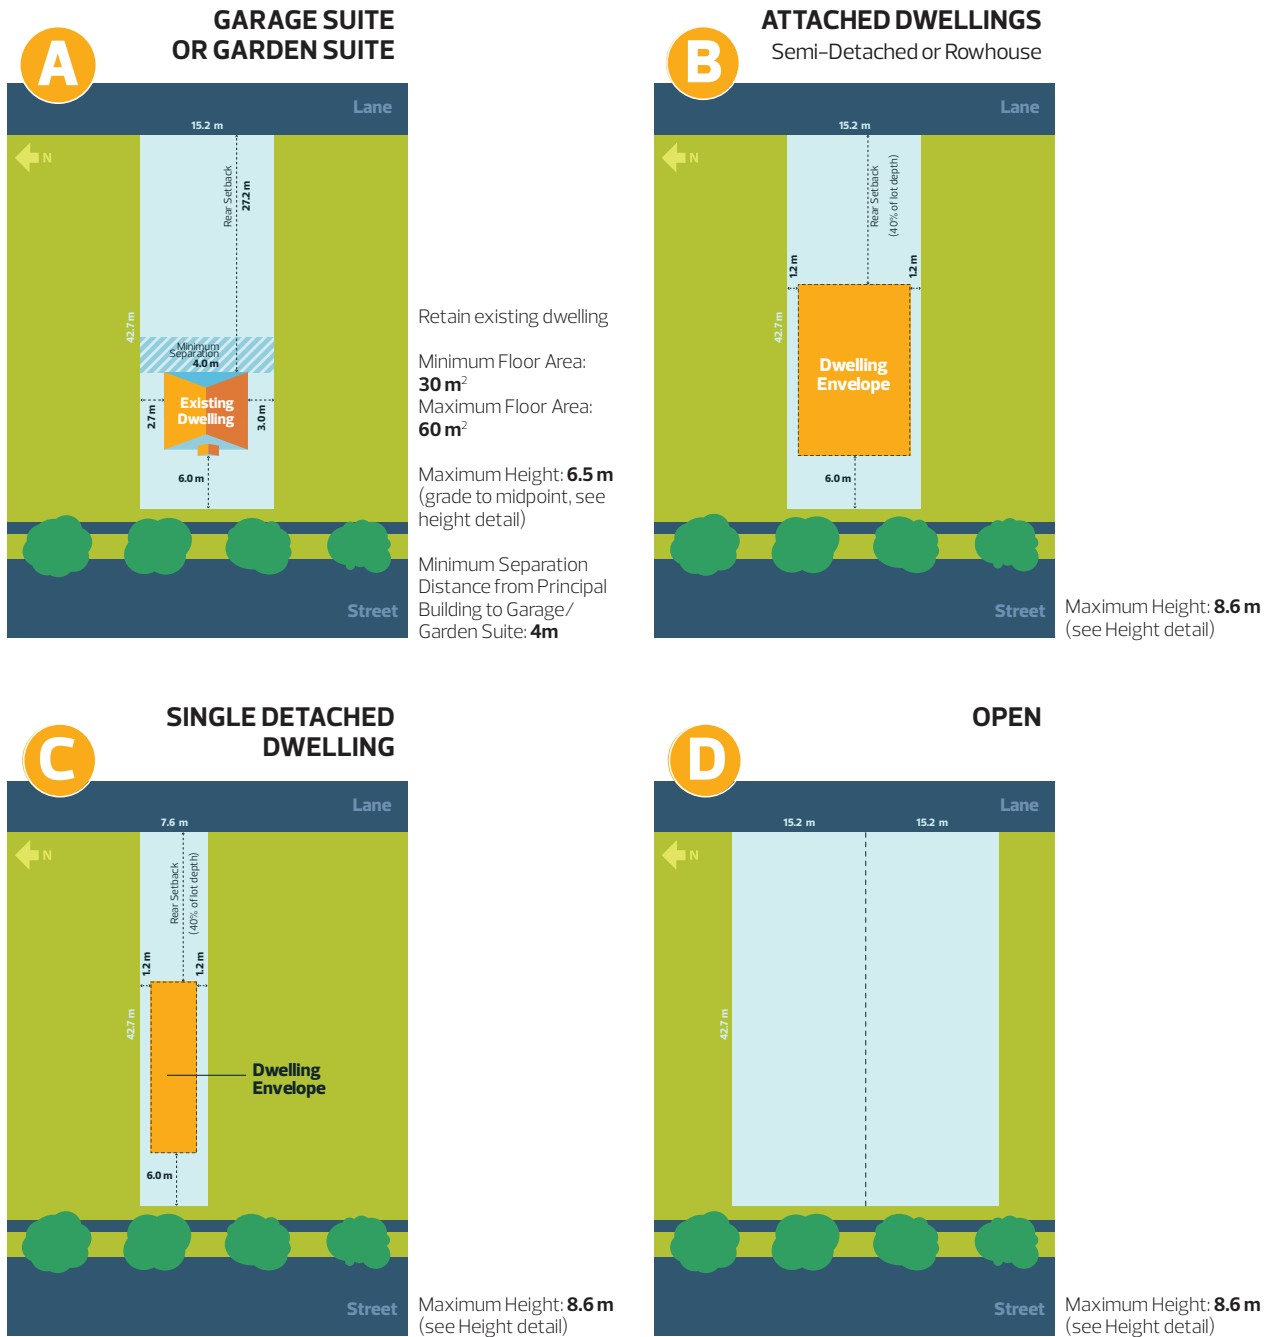 A
GARAGE SUITE
OR GARDEN SUITE
Lane
15.2 m
N
Rear Setback
27.2 m
42.7 m
Minimum
Separation
4.0 m
Existing
Dwelling
2.7 m
3.0 m
6.0 m
Street
Retain existing dwelling
Minimum Floor Area:
30 m²
Maximum Floor Area:
60 m²
Maximum Height: 6.5 m
(grade to midpoint, see
height detail)
Minimum Separation
Distance from Principal
Building to Garage/
Garden Suite: 4m
B
ATTACHED DWELLINGS
Semi-Detached or Rowhouse
Lane
15.2 m
N
Rear Setback
(40% of lot depth)
1.2 m
1.2 m
42.7 m
Dwelling
Envelope
6.0 m
Street
Maximum Height: 8.6 m
(see Height detail)
C
SINGLE DETACHED
DWELLING
Lane
7.6 m
N
Rear Setback
(40% of lot depth)
1.2 m
1.2 m
42.7 m
Dwelling
Envelope
6.0 m
Street
Maximum Height: 8.6 m
(see Height detail)
D
OPEN
Lane
15.2 m
15.2 m
N
42.7 m
Street
Maximum Height: 8.6 m
(see Height detail)